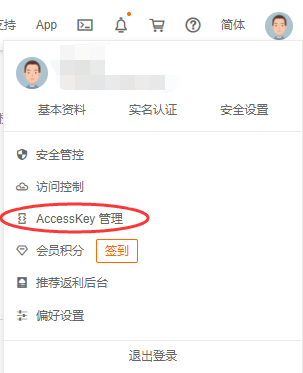 支持 App 简体
基本资料 实名认证 安全设置
安全管控
访问控制
AccessKey 管理
会员积分 签到
推荐返利后台
偏好设置
退出登录